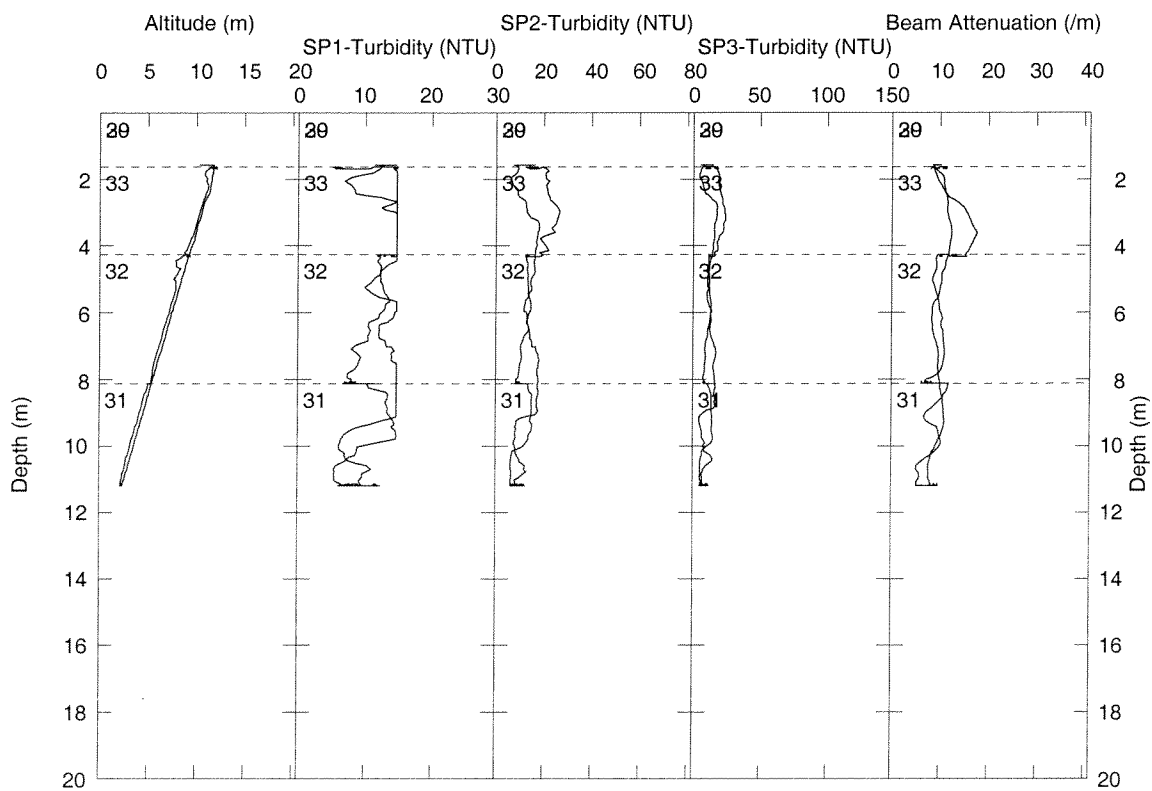 Altitude (m) SP2-Turbidity (NTU) Beam Attenuation (/m)
SP1-Turbidity (NTU) SP3-Turbidity (NTU)
0 5 10 15 20 0 20 40 60 80 0 10 20 30 40
0 10 20 30 0 50 100 150
33 33 33 33 33
2 2
4 4
32 32 32 32 32
6 6
8 8
31 31 31 31 31
10 10
Depth (m) Depth (m)
12 12
14 14
16 16
18 18
20 20